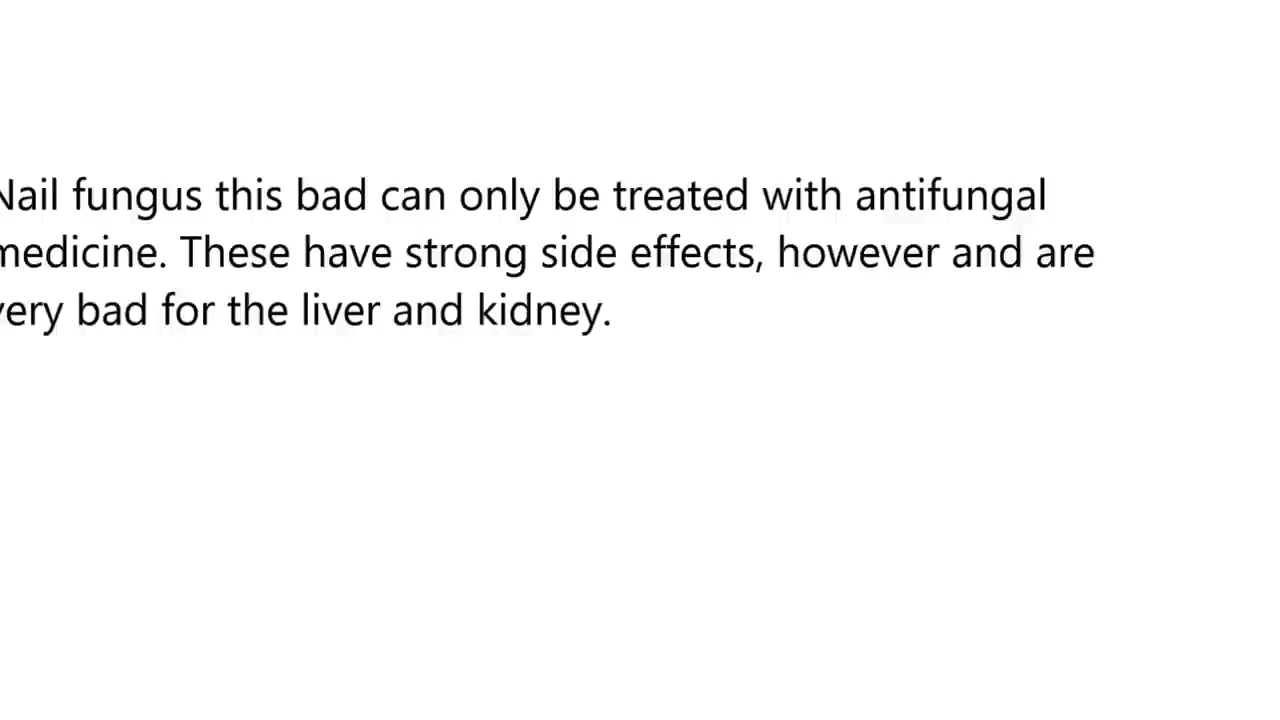 Nail fungus this bad can only be treated with antifungal
medicine. These have strong side effects, however and are
very bad for the liver and kidney.